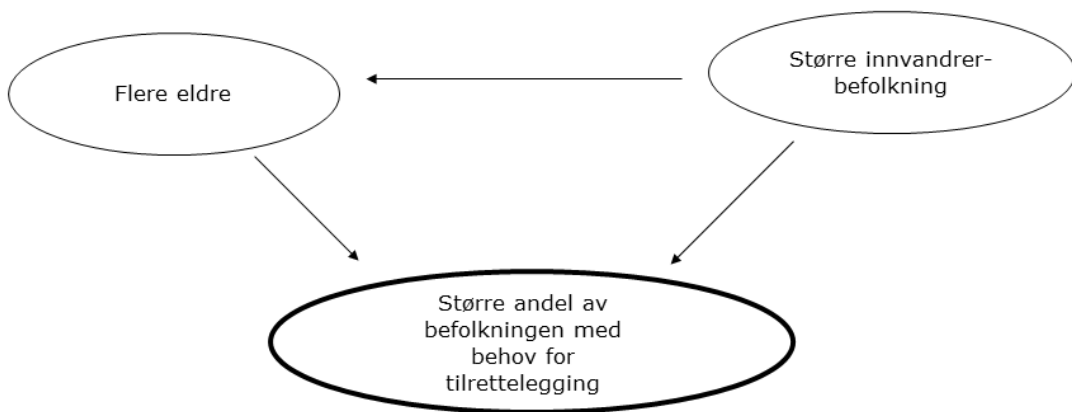 Flere eldre
Større innvandrer-
befolkning
Større andel av
befolkningen med
behov for
tilrettelegging